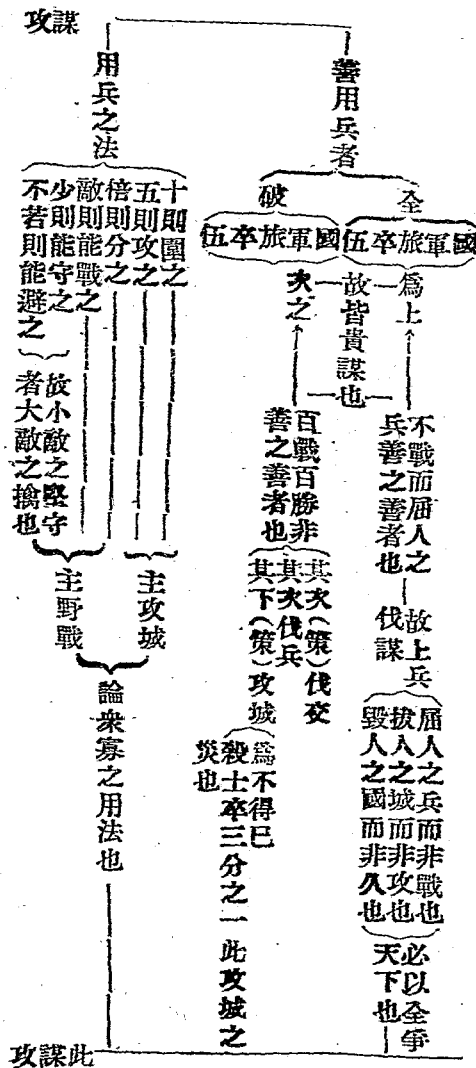 攻謀
善用兵者
全
國軍旅卒伍
爲上
破
國軍旅卒伍
次之
故皆貴謀也
不戰而屈人之
兵善之善者也
故上兵
伐謀
屈人之兵而非戰也
拔人之城而非攻也
毀人之國而非久也
必以全爭
天下也
百戰百勝非
善之善者也
其次(策)伐交
其次伐兵
其下(策)攻城
爲不得已
殺士卒三分之一此攻城之
災也
用兵之法
十則圍之
五則攻之
倍則分之
敵則能戰之
少則能守之
不若則能避之
故小敵之堅守
者大敵之擒也
主攻城
主野戰
論衆寡之用法也
攻謀此